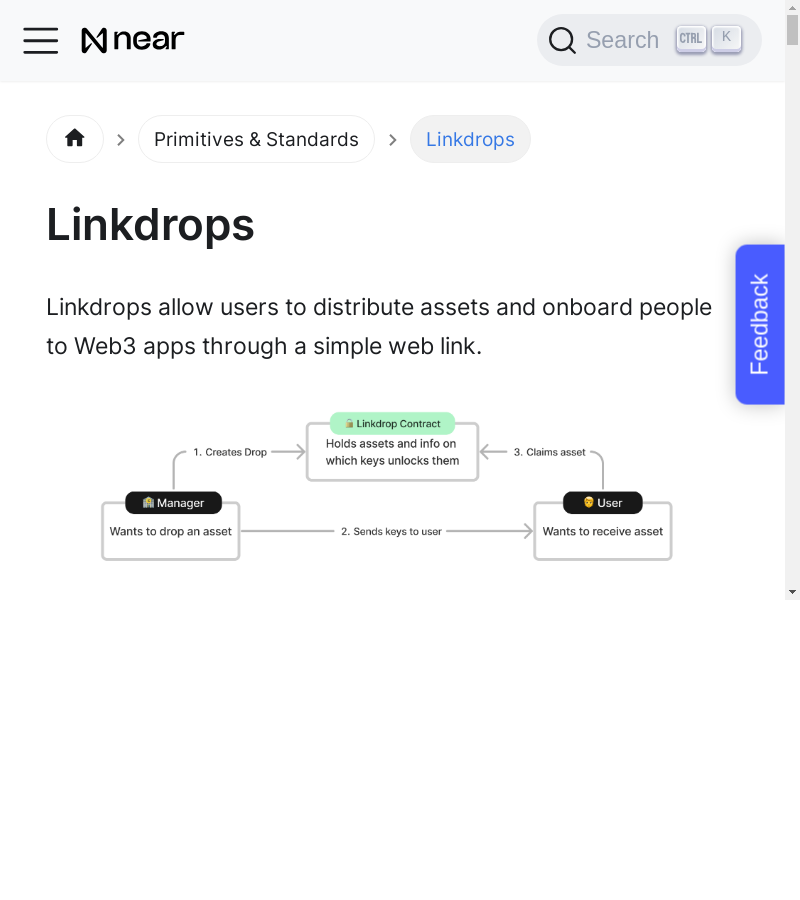 near
Search CTRL K
Primitives & Standards
Linkdrops
Linkdrops
Feedback
Linkdrops allow users to distribute assets and onboard people
to Web3 apps through a simple web link.
Linkdrop Contract
Holds assets and info on
which keys unlocks them
1. Creates Drop
3. Claims asset
Manager
Wants to drop an asset
2. Sends keys to user
User
Wants to receive asset